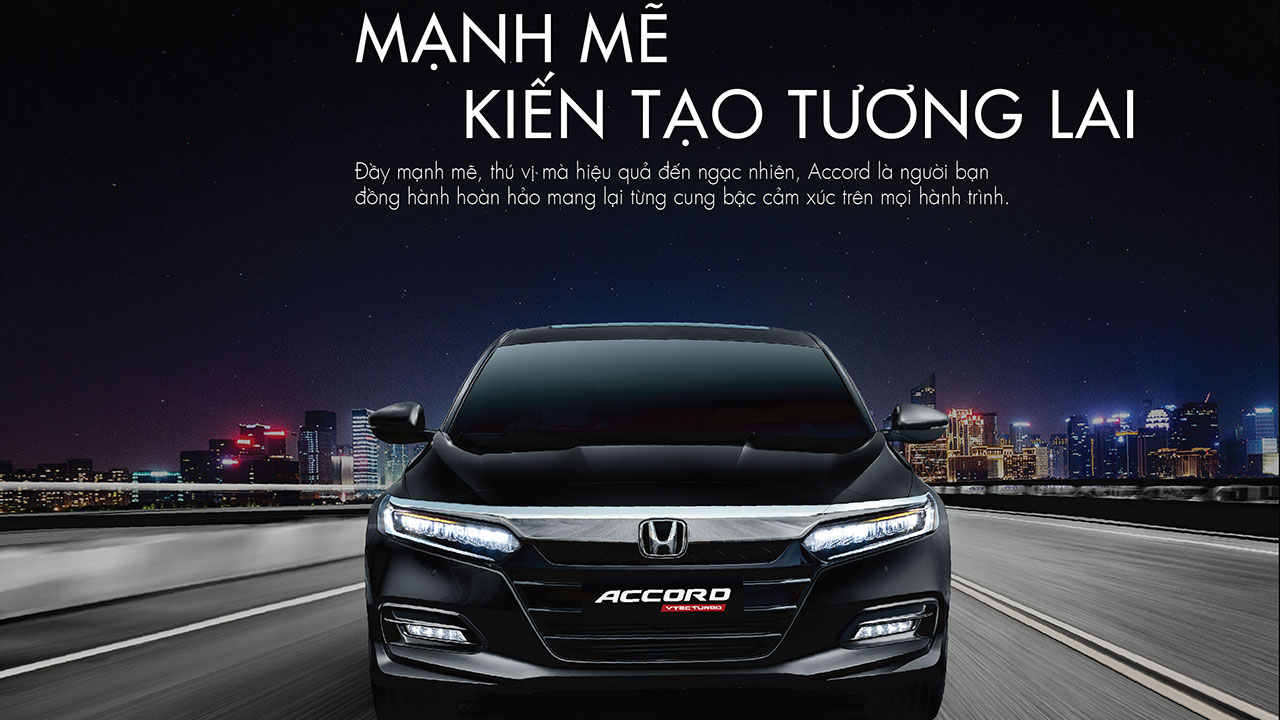 MẠNH MẼ
KIẾN TẠO TƯƠNG LAI
Đầy mạnh mẽ, thú vị mà hiệu quả đến ngạc nhiên, Accord là người bạn
đồng hành hoàn hảo mang lại từng cung bậc cảm xúc trên mọi hành trình.
ACCORD
VTEC TURBO